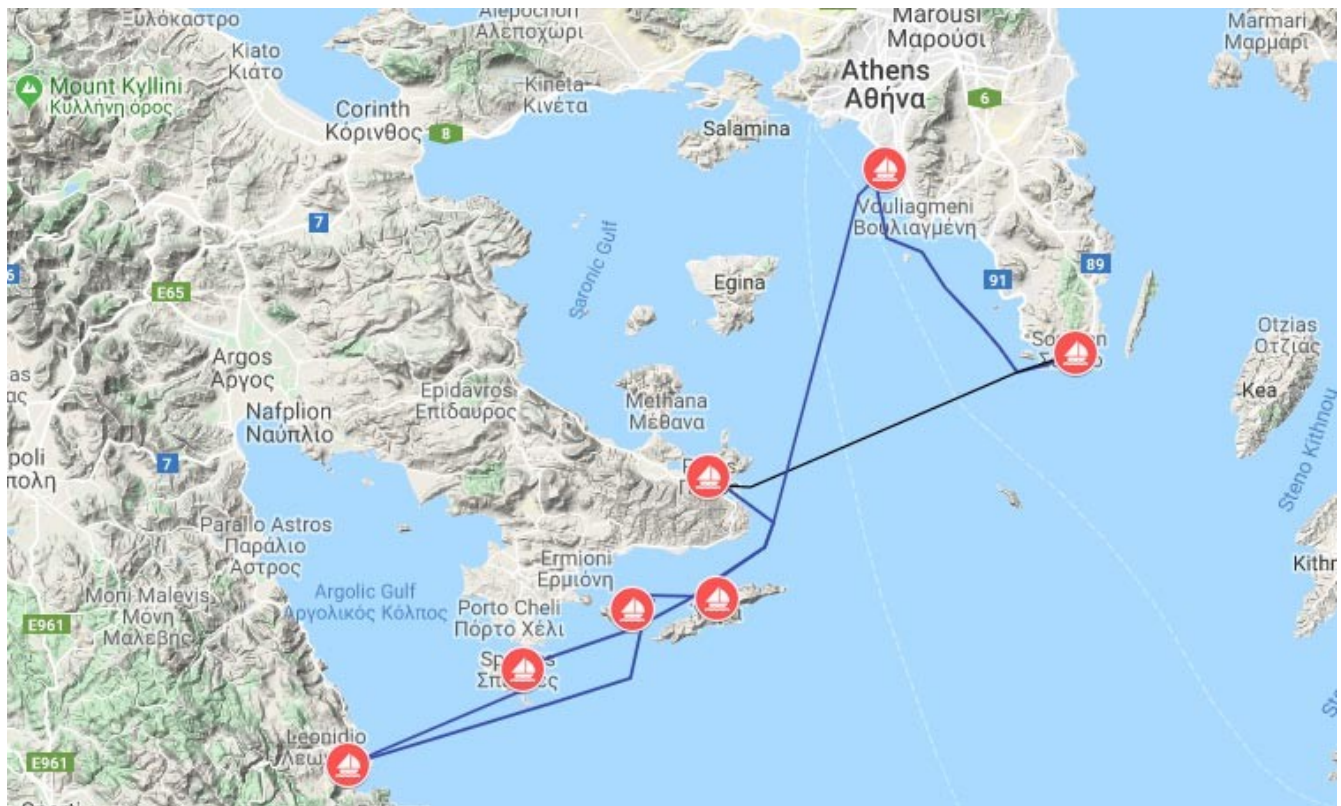 Ξυλόκαστρο
Kiato
Κιάτο
Mount Kyllini
Κυλλήνη όρος
Corinth
Κόρινθος
8
Αλεποχώρι
Kineta
Κινέτα
Salamina
Marousi
Μαρούσι
Athens
Αθήνα
6
Marmari
Μαρμάρι
Vouliagmeni
Βουλιαγμένη
7
E65
Saronic Gulf
Egina
91
89
Otzias
Οτζιάς
Kea
Argos
Άργος
Nafplion
Ναύπλιο
Epidavros
Επίδαυρος
Methana
Μέθανα
Steno Kithnou
7
Parallo Astros
Παράλιο
Άστρος
Ermioni
Ερμιόνη
Argolic Gulf
Αργολικός Κόλπος
Porto Cheli
Πόρτο Χέλι
Moni Malevis
Μονή
Μαλεβής
E961
Leonidio
E961